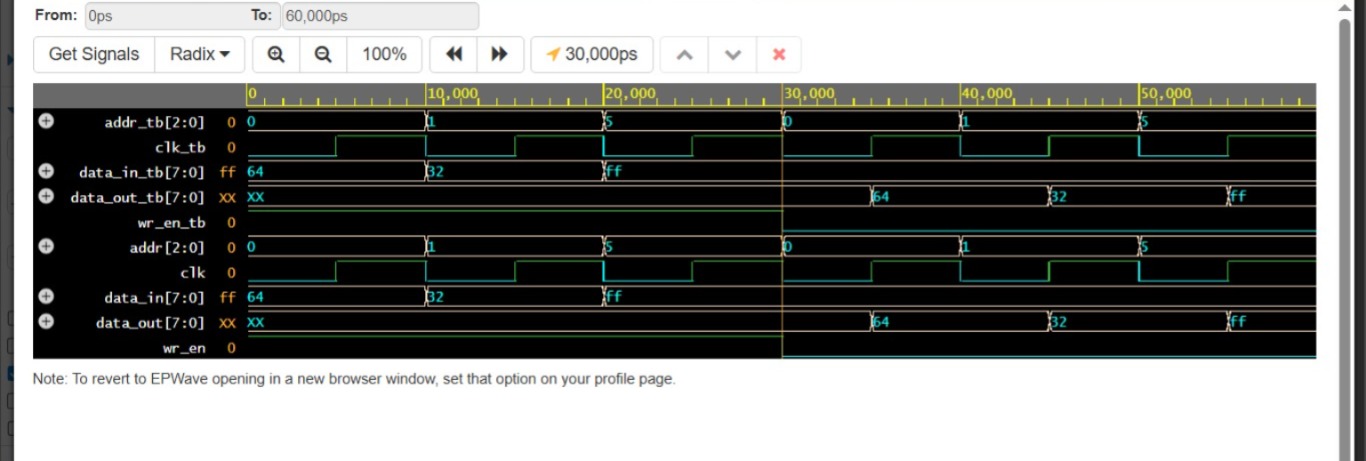 From: 0ps To: 60,000ps
Get Signals Radix 100% 30,000ps
0 10,000 20,000 30,000 40,000 50,000
addr_tb[2:0] 0 0 1 5 0 1 5
clk_tb 0
data_in_tb[7:0] ff 64 32 ff
data_out_tb[7:0] XX XX 64 32 ff
wr_en_tb 0
addr[2:0] 0 0 1 5 0 1 5
clk 0
data_in[7:0] ff 64 32 ff
data_out[7:0] XX XX 64 32 ff
wr_en 0
Note: To revert to EPWave opening in a new browser window, set that option on your profile page.